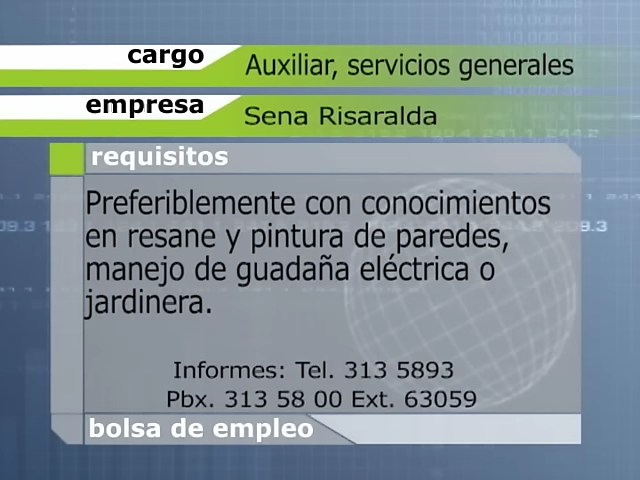 cargo
Auxiliar, servicios generales
empresa
Sena Risaralda
requisitos
Preferiblemente con conocimientos
en resane y pintura de paredes,
manejo de guadaña eléctrica o
jardinera.
Informes: Tel. 313 5893
Pbx. 313 58 00 Ext. 63059
bolsa de empleo